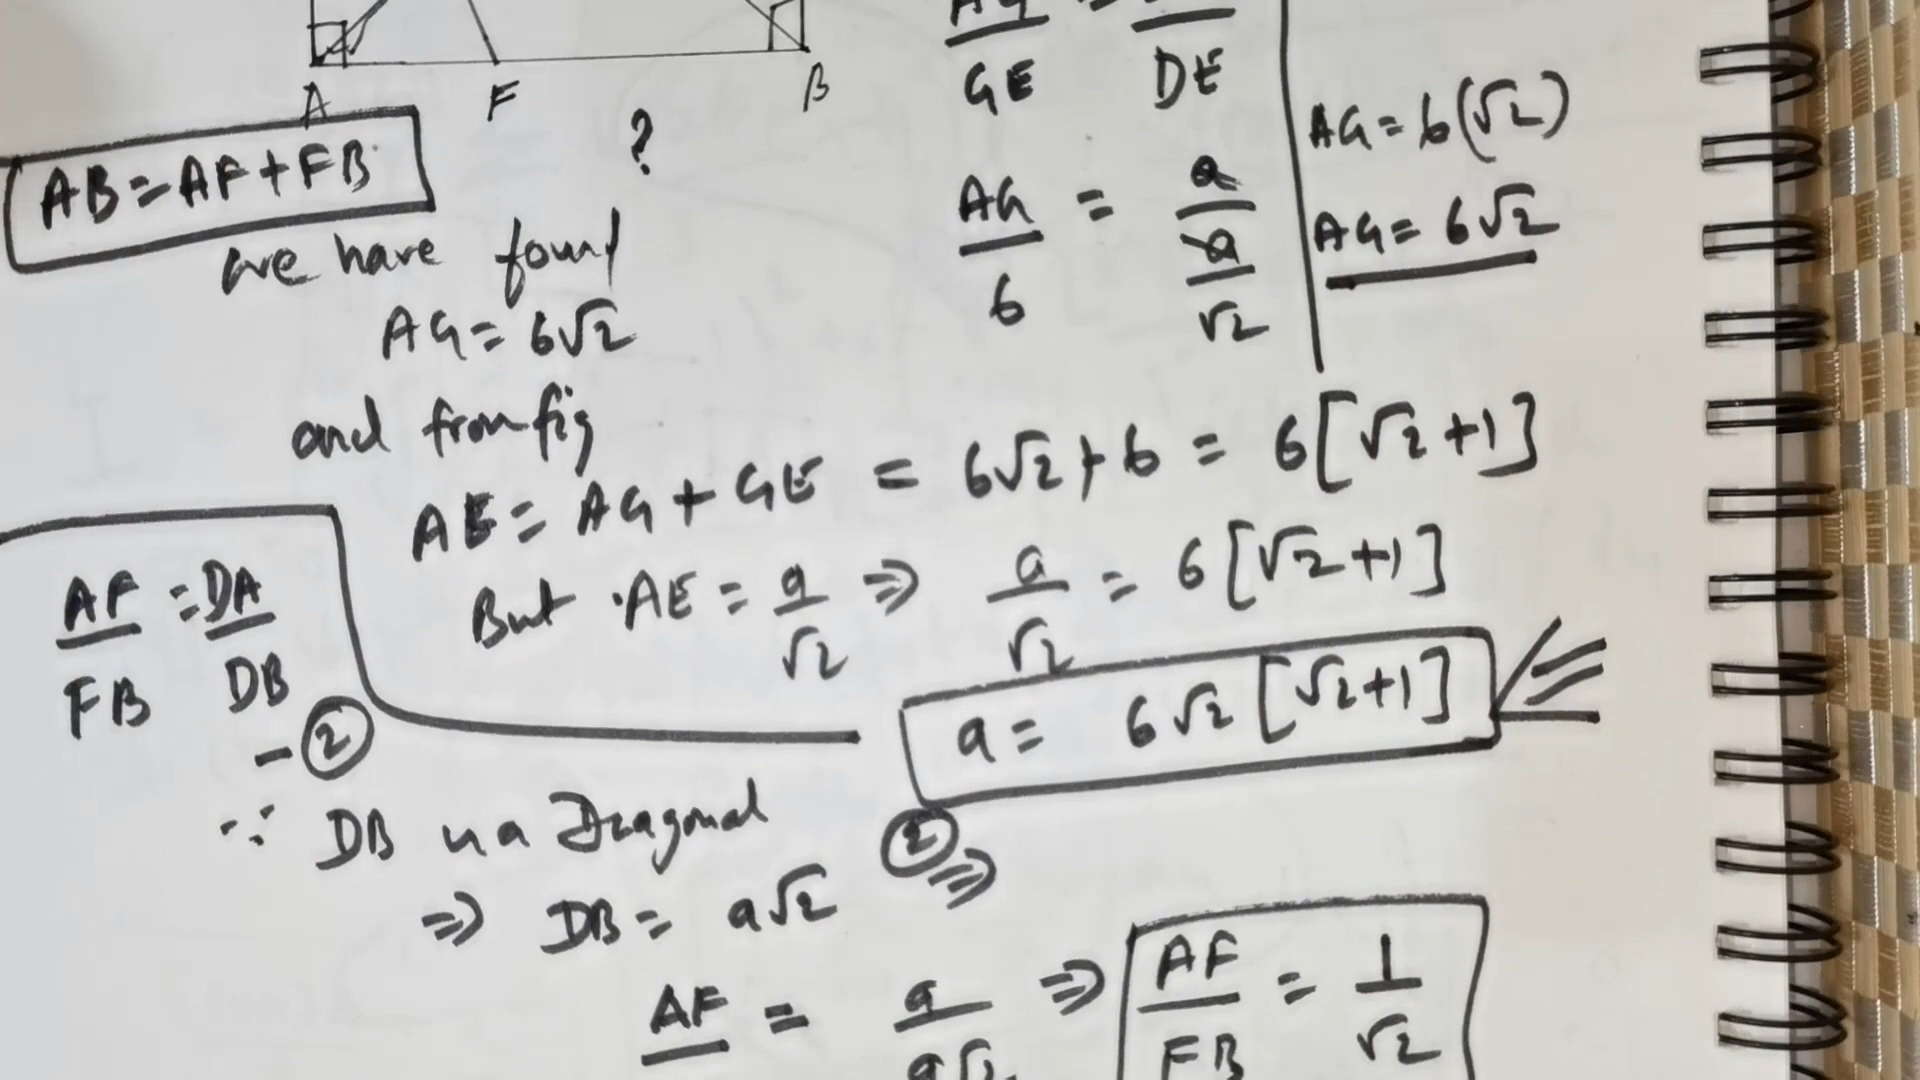 A F B
?
AG/GE = /DE
AG/6 = a/(a/√2)
AG = 6(√2)
AG = 6√2
AB = AF + FB
we have found
AG = 6√2
and from fig
AE = AG + GE = 6√2 + 6 = 6[√2+1]
But AE = a/√2 ⇒ a/√2 = 6[√2+1]
a = 6√2[√2+1]
AF/FB = DA/DB
- ②
∵ DB is a Diagonal
⇒ DB = a√2
② ⇒
AF = a/a√2 ⇒ AF/FB = 1/√2